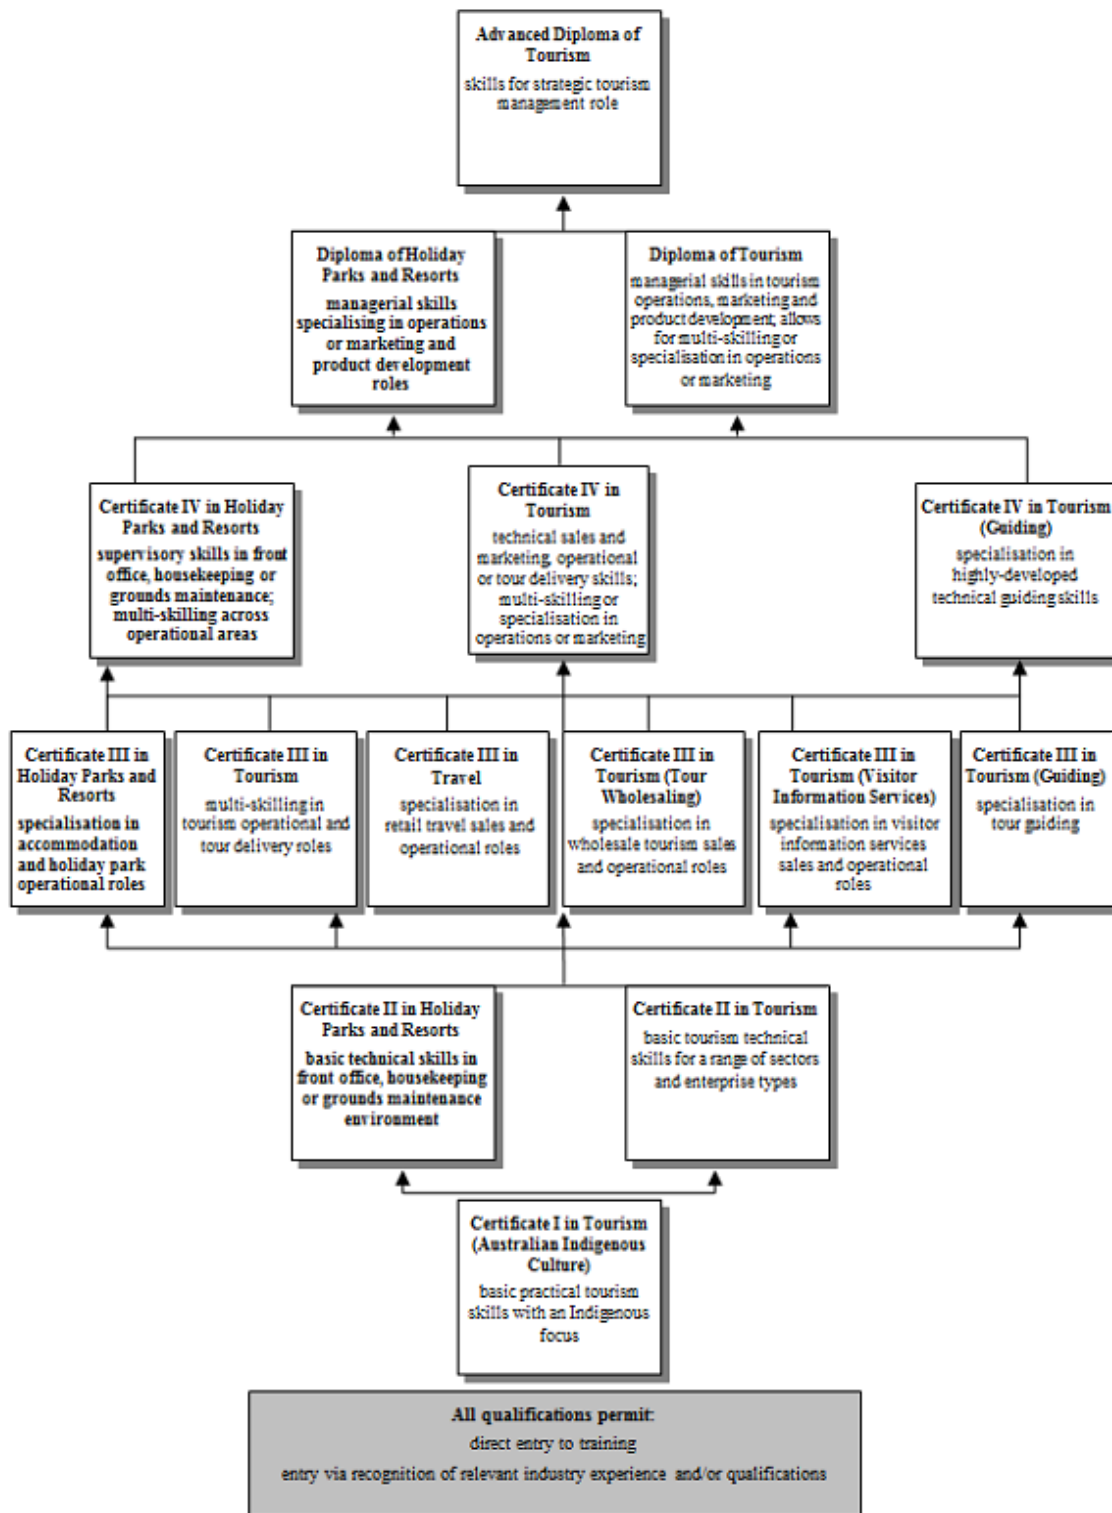 Advanced Diploma of
Tourism
skills for strategic tourism
management role
Diploma of Holiday
Parks and Resorts
managerial skills
specialising in operations
or marketing and
product development
roles
Diploma of Tourism
managerial skills in tourism
operations, marketing and
product development; allows
for multi-skilling or
specialisation in operations
or marketing
Certificate IV in Holiday
Parks and Resorts
supervisory skills in front
office, housekeeping or
grounds maintenance;
multi-skilling across
operational areas
Certificate IV in
Tourism
technical sales and
marketing, operational
or tour delivery skills;
multi-skilling or
specialisation in
operations or marketing
Certificate IV in Tourism
(Guiding)
specialisation in
highly-developed
technical guiding skills
Certificate III in
Holiday Parks and
Resorts
specialisation in
accommodation
and holiday park
operational roles
Certificate III in
Tourism
multi-skilling in
tourism operational and
tour delivery roles
Certificate III in
Travel
specialisation in
retail travel sales and
operational roles
Certificate III in
Tourism (Tour
Wholesaling)
specialisation in
wholesale tourism sales
and operational roles
Certificate III in
Tourism (Visitor
Information Services)
specialisation in visitor
information services
sales and operational
roles
Certificate III in
Tourism (Guiding)
specialisation in
tour guiding
Certificate II in Holiday
Parks and Resorts
basic technical skills in
front office, housekeeping
or grounds maintenance
environment
Certificate II in Tourism
basic tourism technical
skills for a range of sectors
and enterprise types
Certificate I in Tourism
(Australian Indigenous
Culture)
basic practical tourism
skills with an Indigenous
focus
All qualifications permit:
direct entry to training
entry via recognition of relevant industry experience and/or qualifications